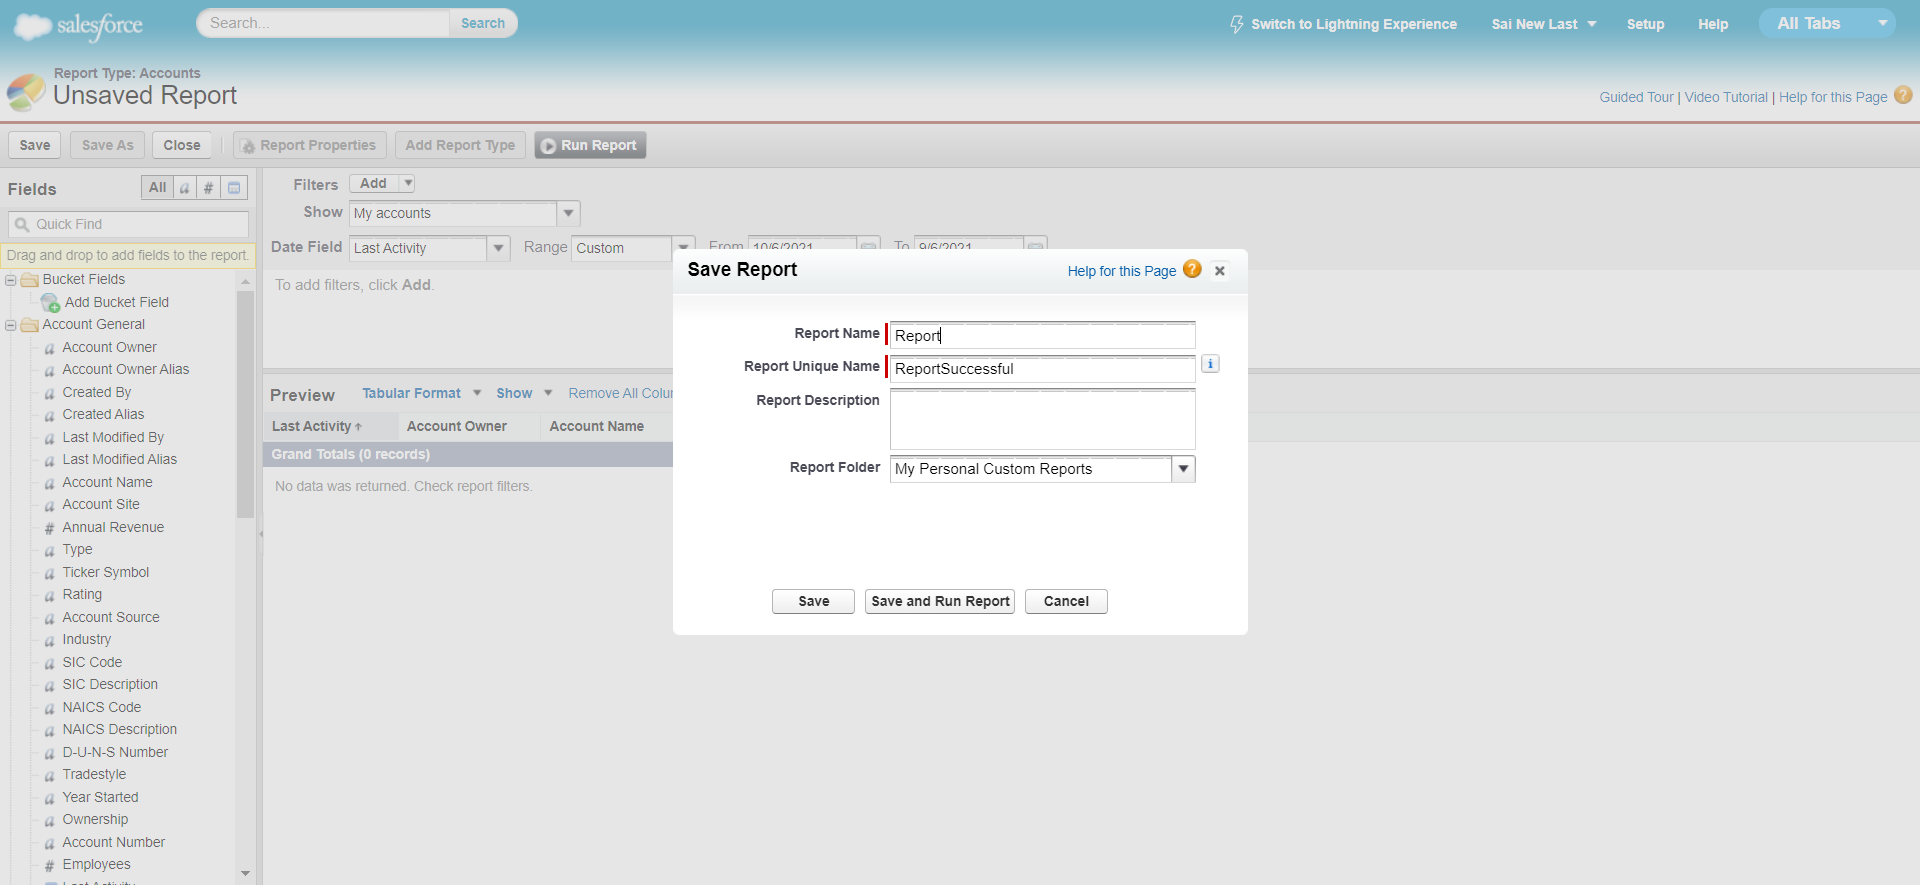 salesforce
Search...
Search
Switch to Lightning Experience
Sai New Last
Setup
Help
All Tabs
Report Type: Accounts
Unsaved Report
Guided Tour | Video Tutorial | Help for this Page ?
Save
Save As
Close
Report Properties
Add Report Type
Run Report
Fields
All
a
#
Quick Find
Drag and drop to add fields to the report.
Bucket Fields
Add Bucket Field
Account General
a Account Owner
a Account Owner Alias
a Created By
a Created Alias
a Last Modified By
a Last Modified Alias
a Account Name
a Account Site
# Annual Revenue
a Type
a Ticker Symbol
a Rating
a Account Source
a Industry
a SIC Code
a SIC Description
a NAICS Code
a NAICS Description
a D-U-N-S Number
a Tradestyle
a Year Started
a Ownership
a Account Number
# Employees
Last Activity
Filters Add
Show My accounts
Date Field Last Activity Range Custom From 10/6/2021 To 9/6/2021
To add filters, click Add.
Preview Tabular Format Show Remove All Colu
Last Activity Account Owner Account Name
Grand Totals (0 records)
No data was returned. Check report filters.
Save Report
Help for this Page ?
Report Name Report
Report Unique Name ReportSuccessful i
Report Description
Report Folder My Personal Custom Reports
Save
Save and Run Report
Cancel